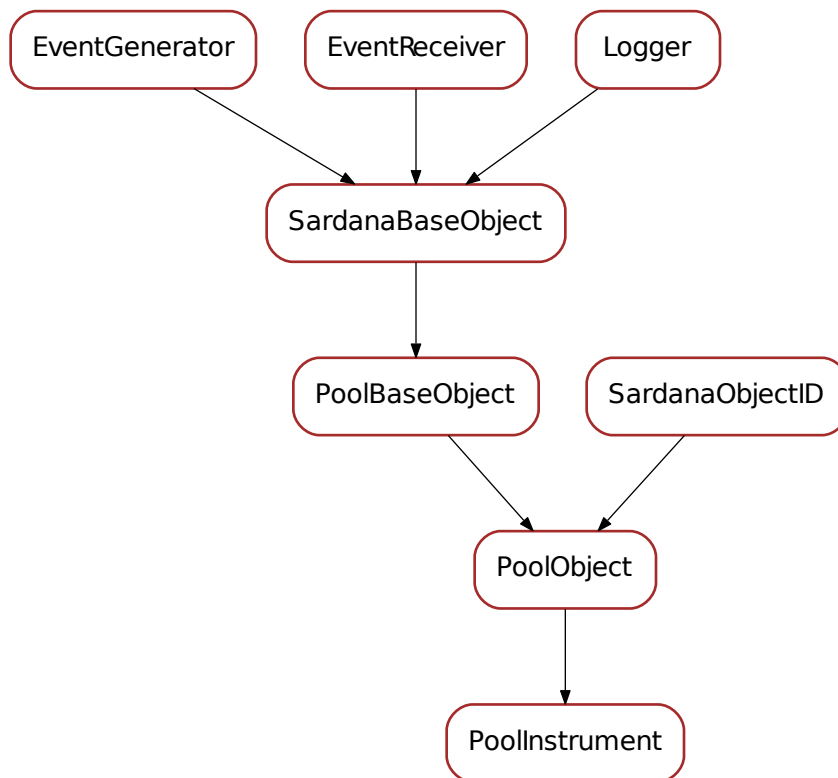 EventGenerator
EventReceiver
Logger
SardanaBaseObject
PoolBaseObject
SardanaObjectID
PoolObject
PoolInstrument